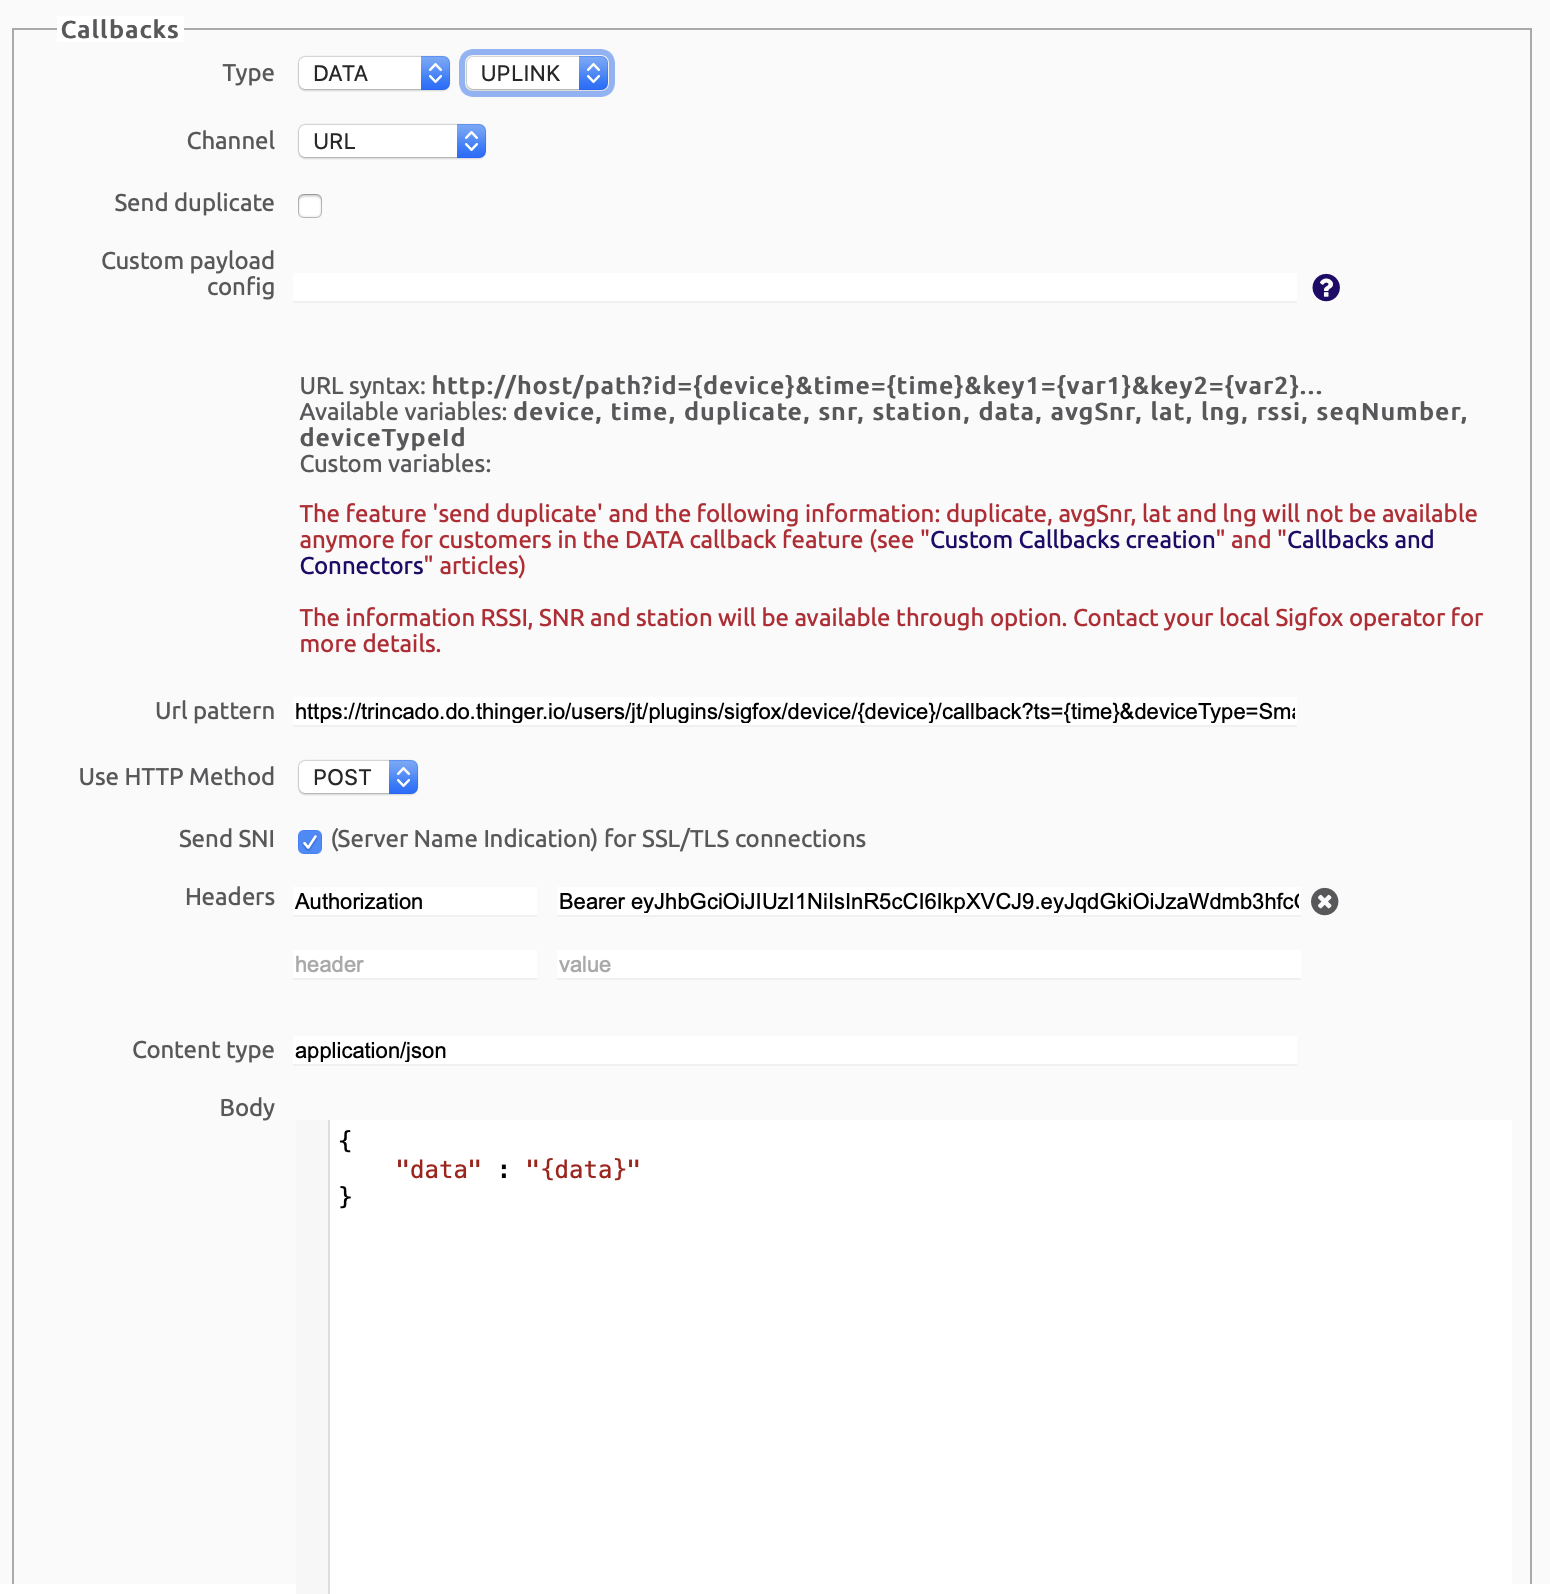 Callbacks
Type DATA UPLINK
Channel URL
Send duplicate
Custom payload
config
?
URL syntax: http://host/path?id={device}&time={time}&key1={var1}&key2={var2}...
Available variables: device, time, duplicate, snr, station, data, avgSnr, lat, lng, rssi, seqNumber,
deviceTypeId
Custom variables:
The feature 'send duplicate' and the following information: duplicate, avgSnr, lat and lng will not be available
anymore for customers in the DATA callback feature (see "Custom Callbacks creation" and "Callbacks and
Connectors" articles)
The information RSSI, SNR and station will be available through option. Contact your local Sigfox operator for
more details.
Url pattern https://trincado.do.thinger.io/users/jt/plugins/sigfox/device/{device}/callback?ts={time}&deviceType=Sma
Use HTTP Method POST
Send SNI (Server Name Indication) for SSL/TLS connections
Headers Authorization Bearer eyJhbGciOiJIUzI1NiIsInR5cCI6IkpXVCJ9.eyJqdGkiOiJzaWdmb3hfc
header value
Content type application/json
Body
{
"data" : "{data}"
}